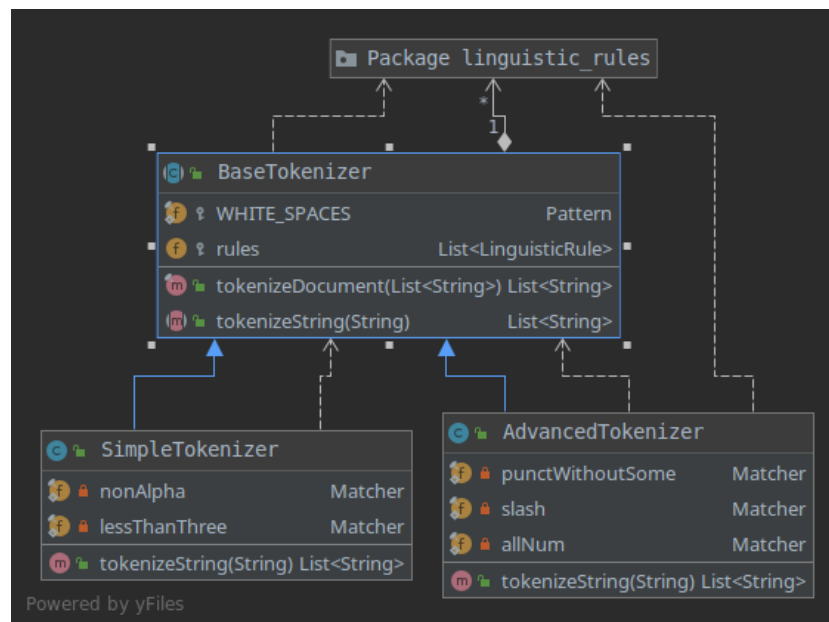 Package linguistic_rules
*
1
BaseTokenizer
WHITE_SPACES Pattern
rules List<LinguisticRule>
tokenizeDocument(List<String>) List<String>
tokenizeString(String) List<String>
SimpleTokenizer
nonAlpha Matcher
lessThanThree Matcher
tokenizeString(String) List<String>
AdvancedTokenizer
punctWithoutSome Matcher
slash Matcher
allNum Matcher
tokenizeString(String) List<String>
Powered by yFiles